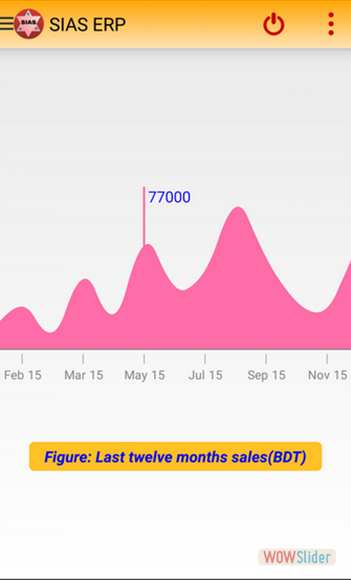 SIAS
SIAS ERP
77000
Feb 15 Mar 15 May 15 Jul 15 Sep 15 Nov 15
Figure: Last twelve months sales(BDT)
WOWSlider